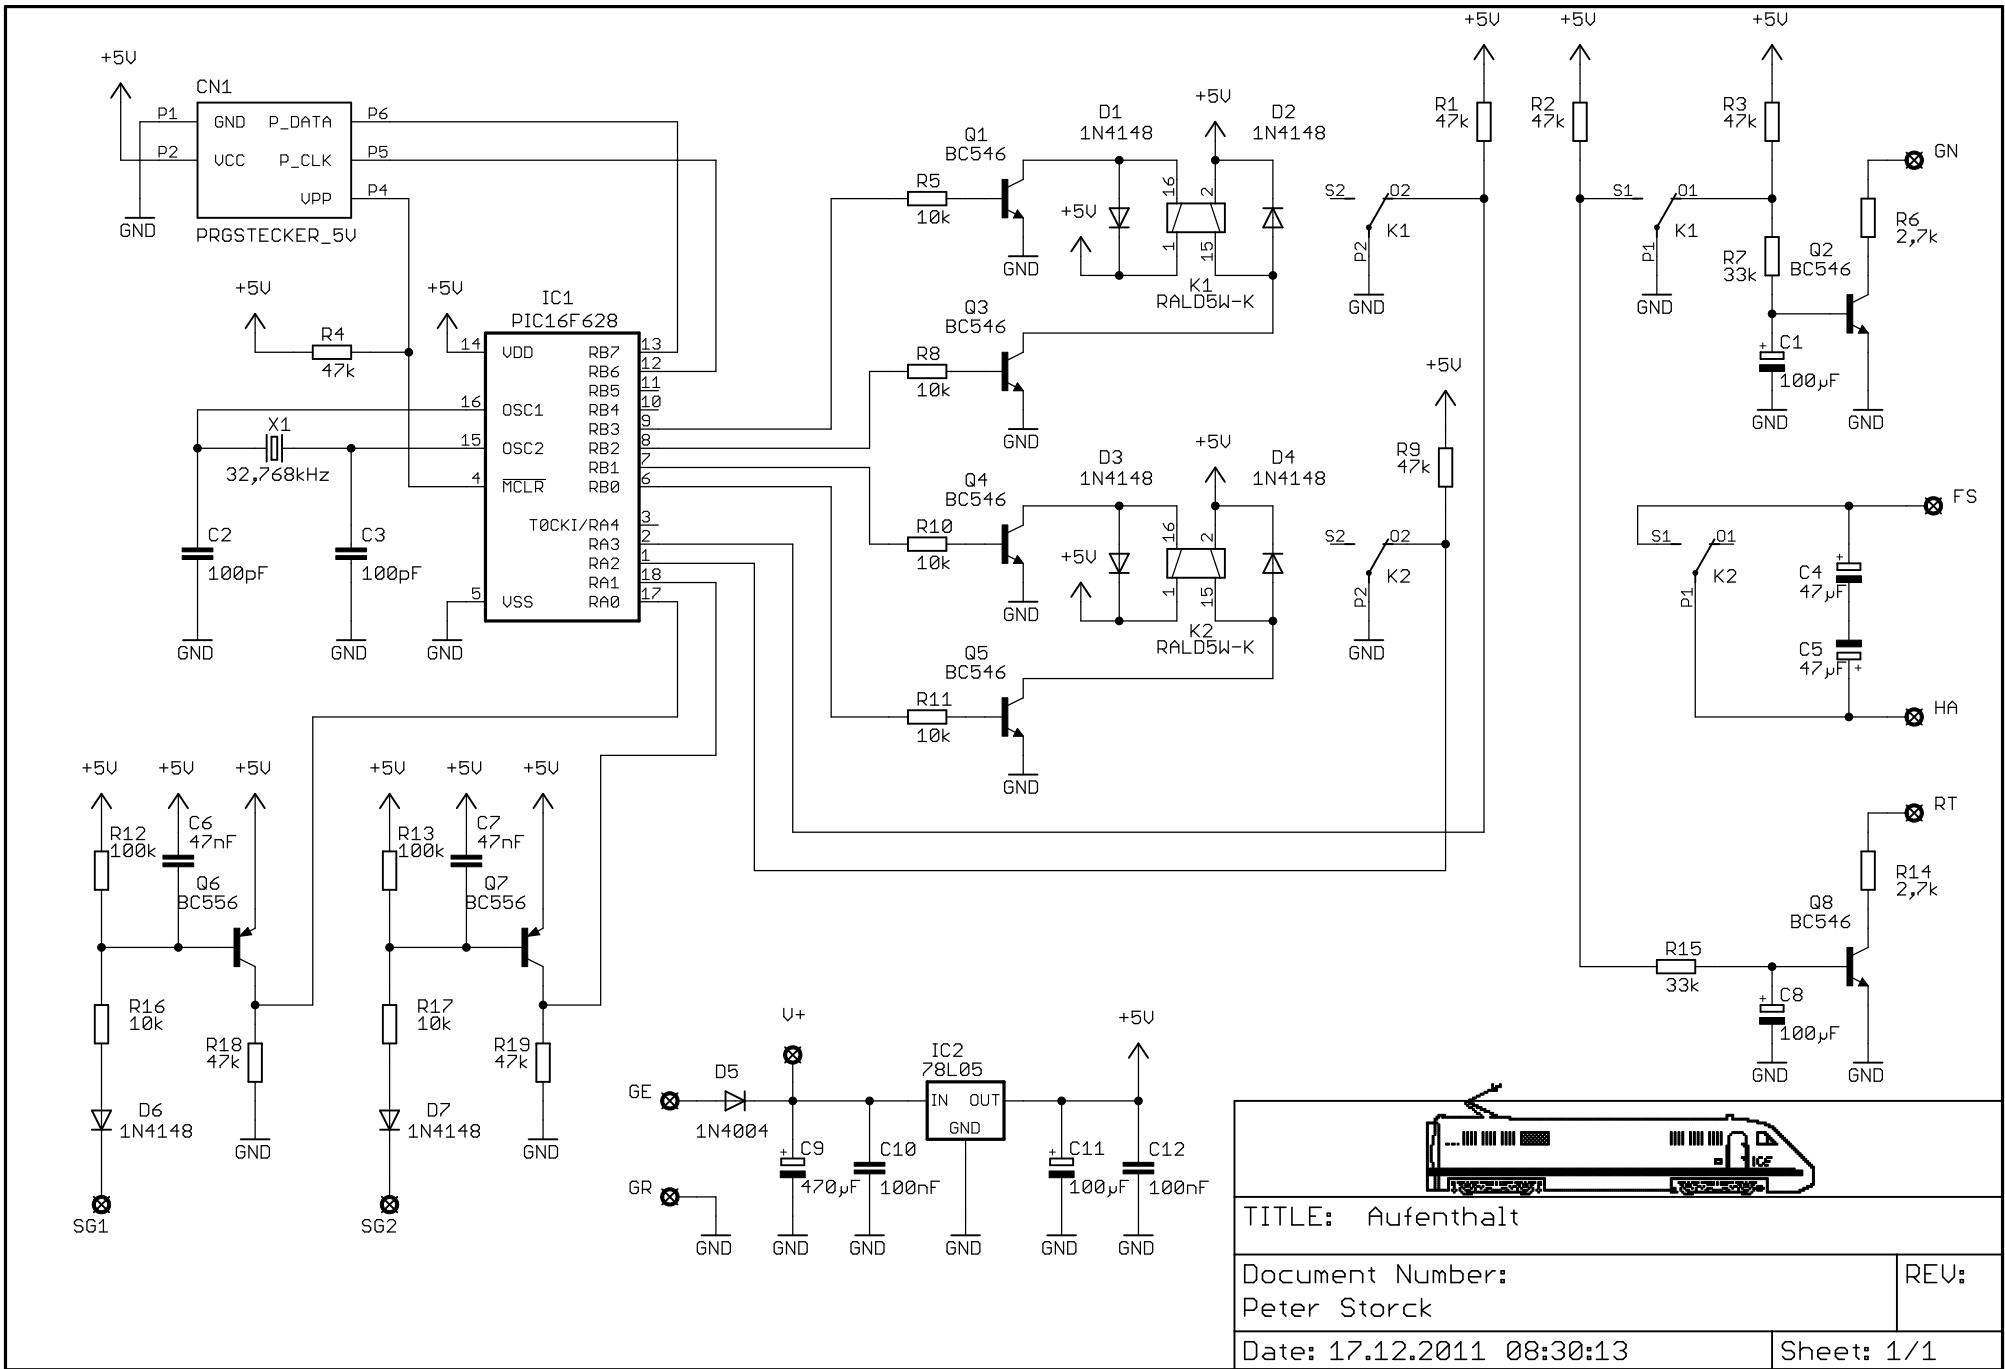 +5V
CN1
P1
P2
GND
VCC
P_DATA
P_CLK
VPP
P6
P5
P4
GND
PRGSTECKER_5V
+5V
R4
47k
+5V
IC1
PIC16F628
14
16
15
4
5
VDD
OSC1
OSC2
MCLR
VSS
RB7
RB6
RB5
RB4
RB3
RB2
RB1
RB0
T0CKI/RA4
RA3
RA2
RA1
RA0
13
12
11
10
9
8
7
6
3
2
1
18
17
X1
32,768kHz
C2
100pF
C3
100pF
GND
GND
GND
R5
10k
Q1
BC546
GND
D1
1N4148
+5V
+5V
D2
1N4148
16
2
1
15
K1
RALD5W-K
R8
10k
Q3
BC546
GND
R10
10k
Q4
BC546
GND
D3
1N4148
+5V
+5V
D4
1N4148
16
2
1
15
K2
RALD5W-K
R11
10k
Q5
BC546
GND
+5V
R1
47k
S2
O2
K1
P2
GND
+5V
R9
47k
S2
O2
K2
P2
GND
+5V
R2
47k
+5V
R3
47k
S1
O1
K1
P1
GND
R7
33k
Q2
BC546
GN
R6
2,7k
+
C1
100µF
GND
GND
FS
S1
O1
K2
P1
+
C4
47µF
C5
47µF
+
HA
RT
R14
2,7k
Q8
BC546
R15
33k
+
C8
100µF
GND
GND
+5V
+5V
+5V
R12
100k
C6
47nF
Q6
BC556
R16
10k
R18
47k
D6
1N4148
GND
SG1
+5V
+5V
+5V
R13
100k
C7
47nF
Q7
BC556
R17
10k
R19
47k
D7
1N4148
GND
SG2
V+
GE
D5
1N4004
IC2
78L05
IN
OUT
GND
+5V
+
C9
470µF
C10
100nF
+
C11
100µF
C12
100nF
GR
GND
GND
GND
GND
GND
GND
ICE
TITLE: Aufenthalt
Document Number:
REV:
Peter Storck
Date: 17.12.2011 08:30:13
Sheet: 1/1